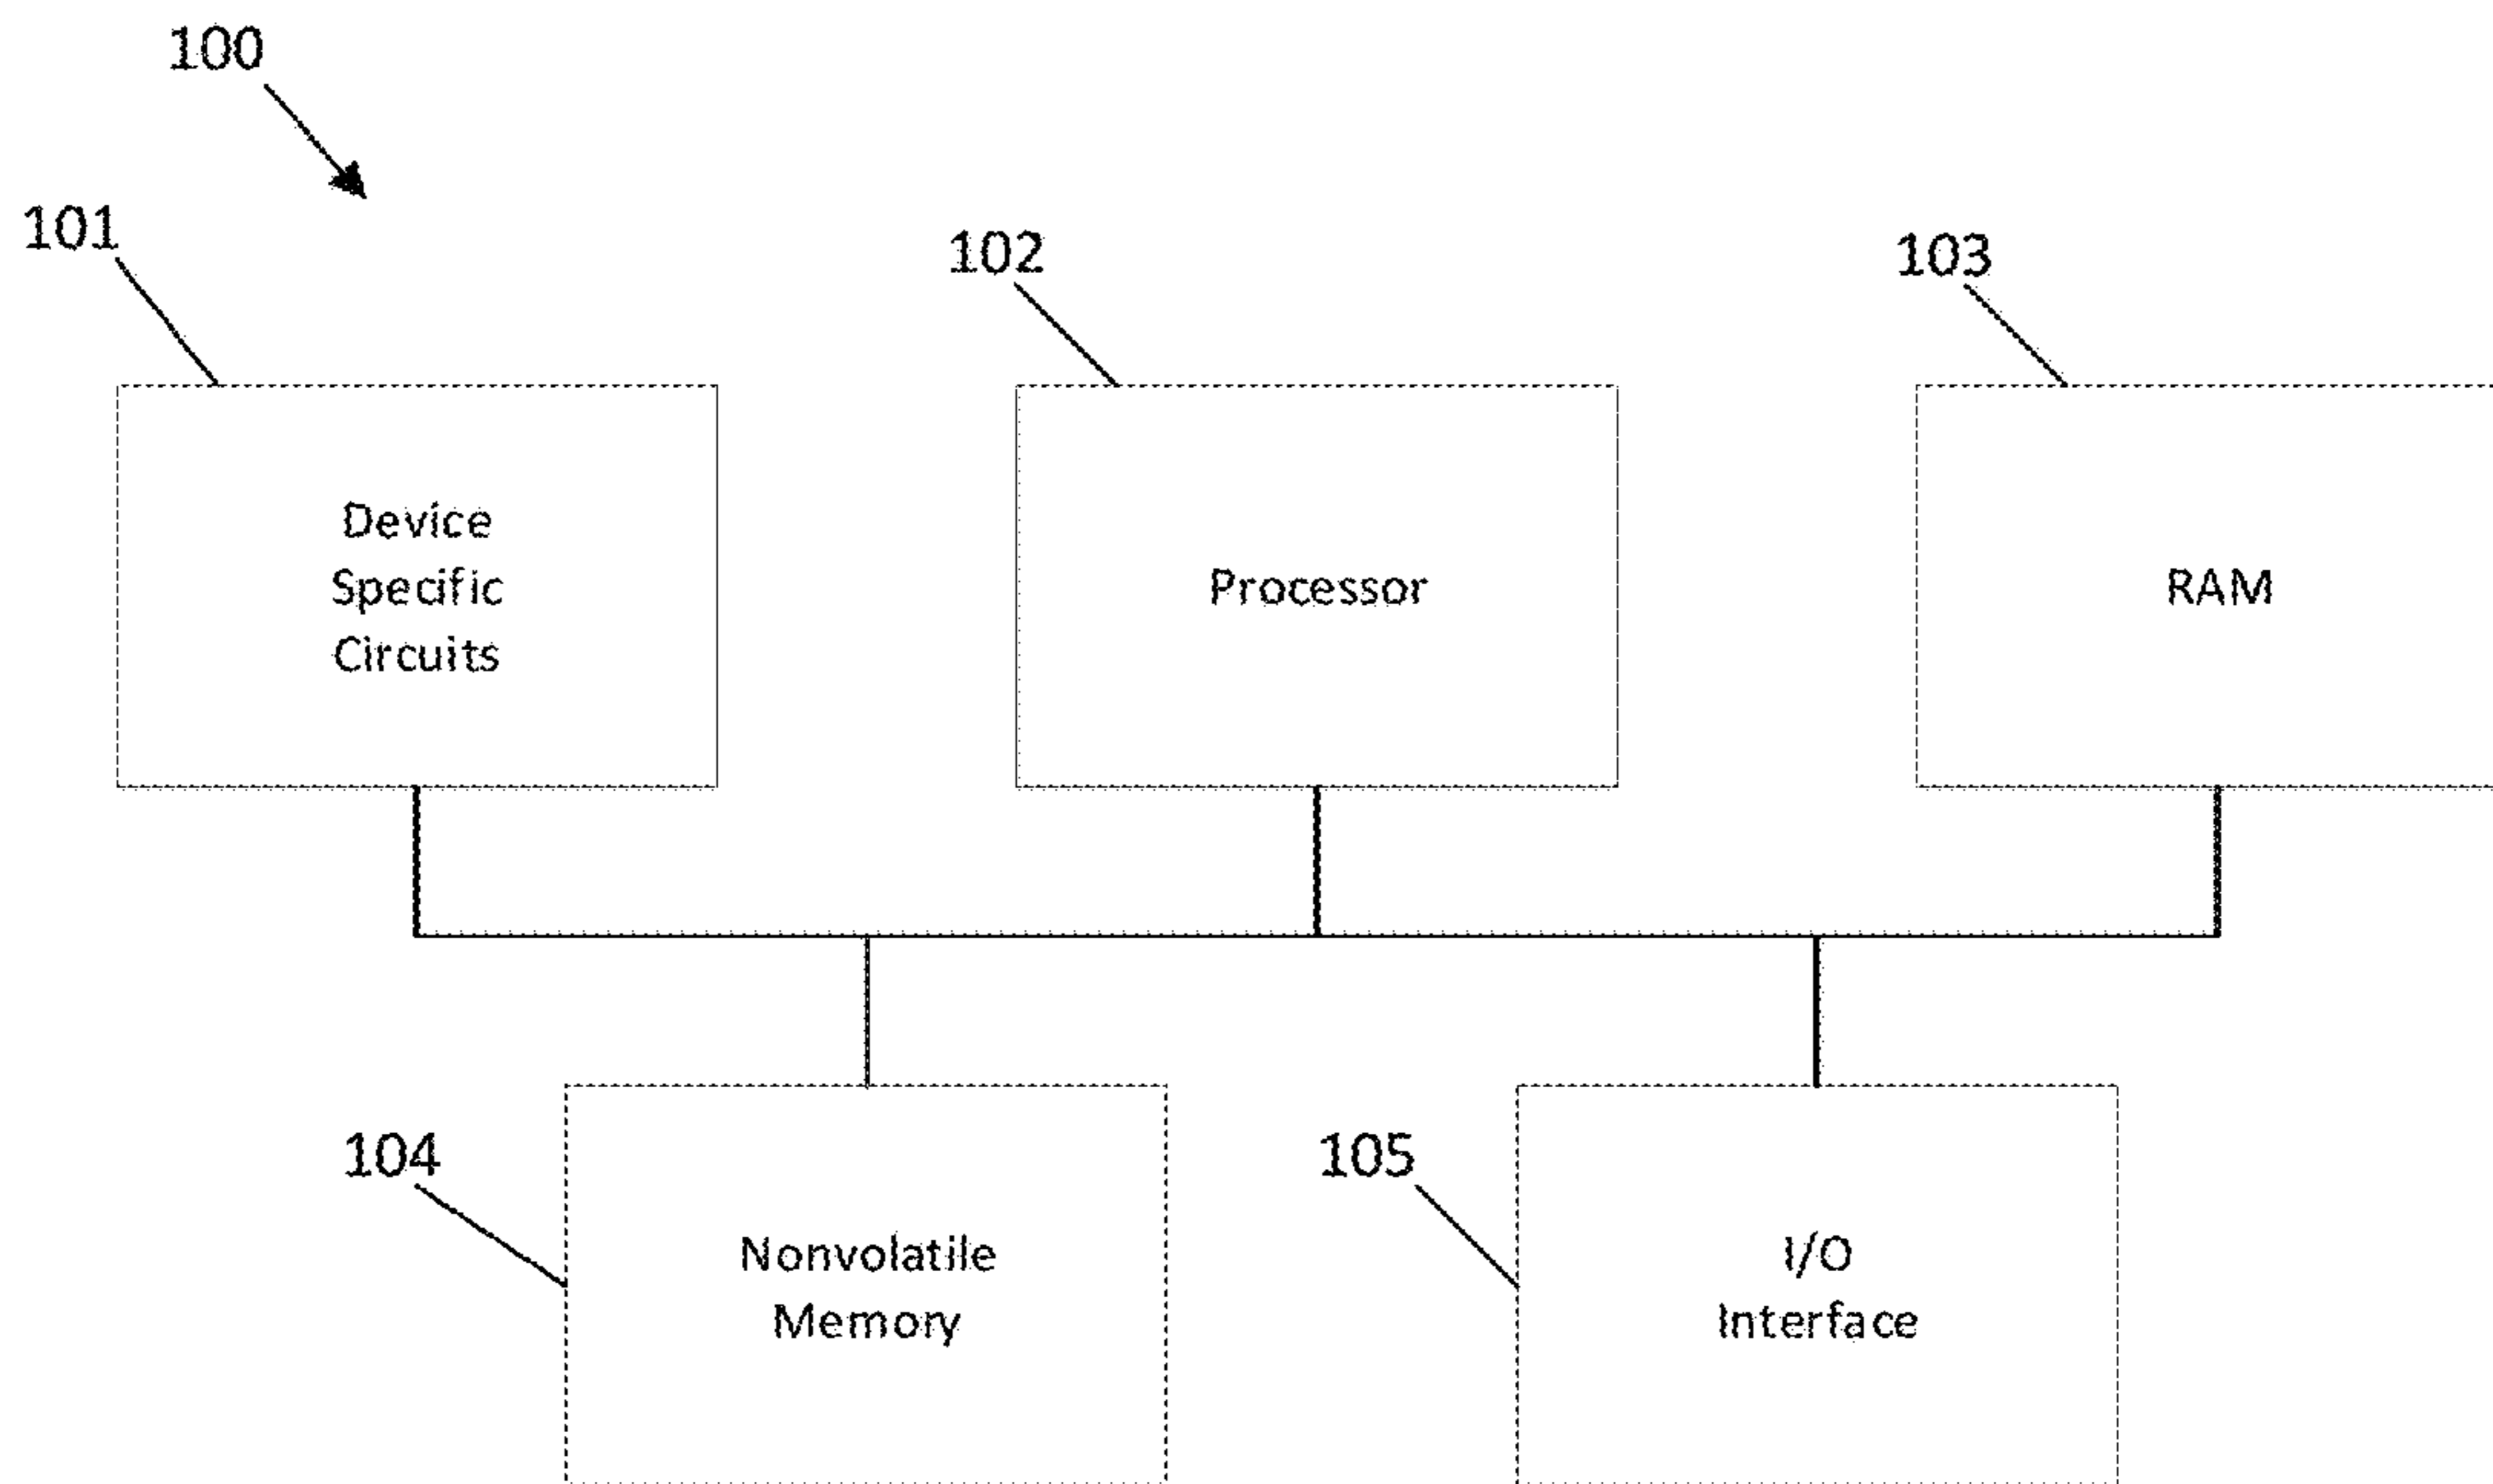 100
101
102
103
Device
Specific
Circuits
Processor
RAM
104
105
Nonvolatile
Memory
I/O
Interface